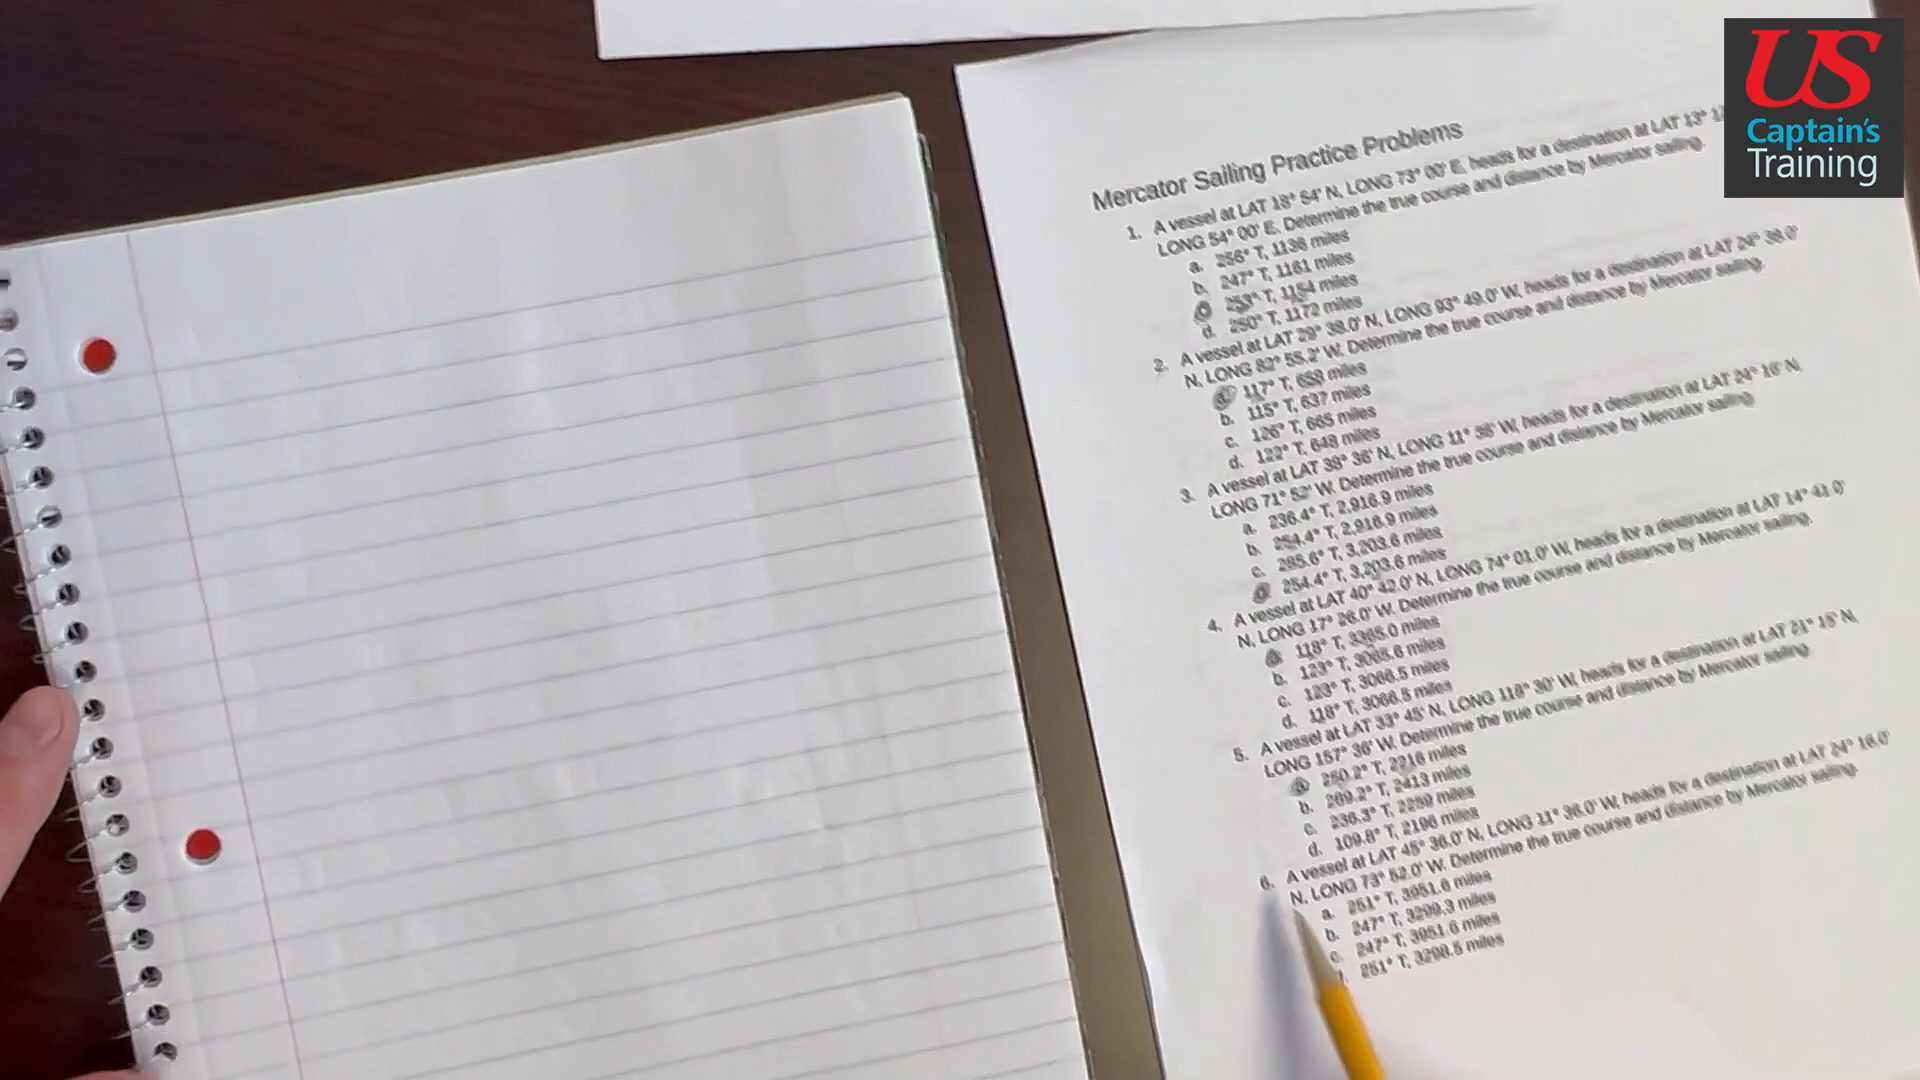 US
Captain's
Training
Mercator Sailing Practice Problems
1. A vessel at LAT 18° 54' N, LONG 73° 00' E, heads for a destination at LAT 13°
LONG 54° 00' E. Determine the true course and distance by Mercator sailing.
a. 256° T, 1136 miles
b. 247° T, 1161 miles
253° T, 1154 miles
d. 250° T, 1172 miles
2. A vessel at LAT 29° 38.0' N, LONG 93° 49.0' W, heads for a destination at LAT 24° 38.0'
N, LONG 82° 55.2' W. Determine the true course and distance by Mercator sailing.
a. 117° T, 659 miles
b. 115° T, 637 miles
c. 126° T, 665 miles
d. 122° T, 648 miles
3. A vessel at LAT 38° 36' N, LONG 11° 36' W, heads for a destination at LAT 24° 16' N,
LONG 71° 52' W. Determine the true course and distance by Mercator sailing.
a. 236.4° T, 2,916.9 miles
b. 254.4° T, 2,916.9 miles
c. 285.6° T, 3,203.6 miles
254.4° T, 3,203.6 miles
4. A vessel at LAT 40° 42.0' N, LONG 74° 01.0' W, heads for a destination at LAT 14° 41.0'
N, LONG 17° 26.0' W. Determine the true course and distance by Mercator sailing.
118° T, 3365.0 miles
b. 123° T, 3065.6 miles
c. 123° T, 3066.5 miles
d. 118° T, 3066.5 miles
5. A vessel at LAT 33° 45' N, LONG 118° 30' W, heads for a destination at LAT 21° 15' N,
LONG 157° 36' W. Determine the true course and distance by Mercator sailing.
a. 250.2° T, 2216 miles
b. 269.2° T, 2413 miles
c. 236.3° T, 2259 miles
d. 109.8° T, 2196 miles
6. A vessel at LAT 45° 36.0' N, LONG 11° 36.0' W, heads for a destination at LAT 24° 16.0'
N, LONG 73° 52.0' W. Determine the true course and distance by Mercator sailing.
a. 251° T, 3951.6 miles
b. 247° T, 3299.3 miles
c. 247° T, 3951.6 miles
251° T, 3298.5 miles